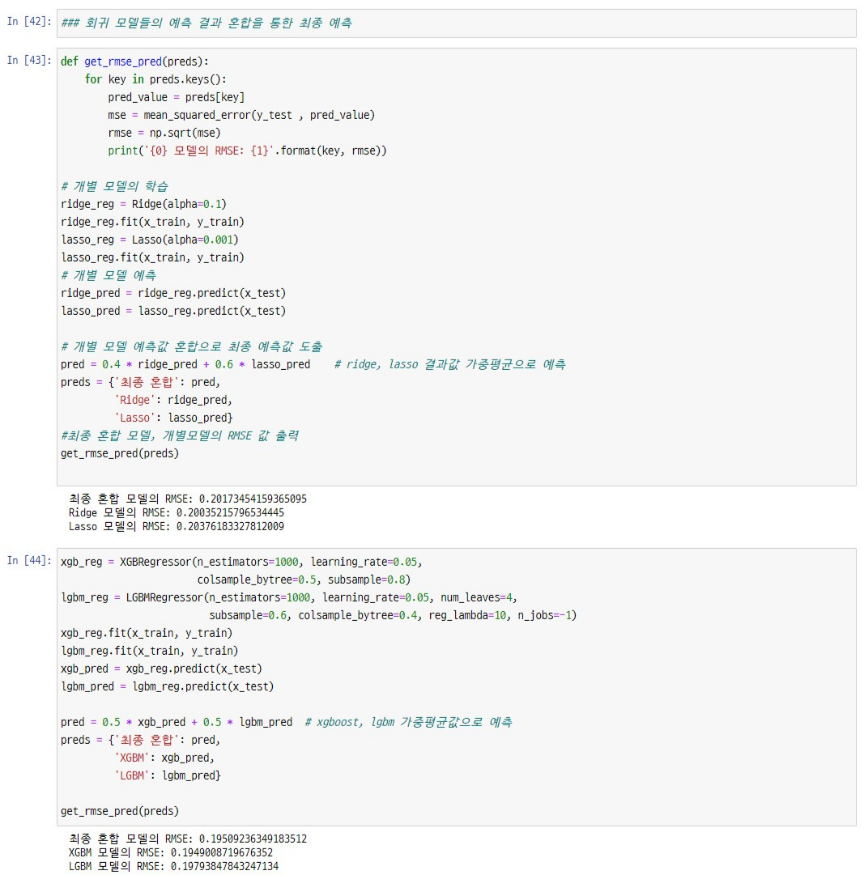 In [42]: ### 회귀 모델들의 예측 결과 혼합을 통한 최종 예측
In [43]: def get_rmse_pred(preds):
    for key in preds.keys():
        pred_value = preds[key]
        mse = mean_squared_error(y_test , pred_value)
        rmse = np.sqrt(mse)
        print('{0} 모델의 RMSE: {1}'.format(key, rmse))
# 개별 모델의 학습
ridge_reg = Ridge(alpha=0.1)
ridge_reg.fit(x_train, y_train)
lasso_reg = Lasso(alpha=0.001)
lasso_reg.fit(x_train, y_train)
# 개별 모델 예측
ridge_pred = ridge_reg.predict(x_test)
lasso_pred = lasso_reg.predict(x_test)
# 개별 모델 예측값 혼합으로 최종 예측값 도출
pred = 0.4 * ridge_pred + 0.6 * lasso_pred    # ridge, lasso 결과값 가중평균으로 예측
preds = {'최종 혼합': pred,
         'Ridge': ridge_pred,
         'Lasso': lasso_pred}
#최종 혼합 모델, 개별모델의 RMSE 값 출력
get_rmse_pred(preds)
최종 혼합 모델의 RMSE: 0.20173454159365095
Ridge 모델의 RMSE: 0.20035215796534445
Lasso 모델의 RMSE: 0.20376183327812009
In [44]: xgb_reg = XGBRegressor(n_estimators=1000, learning_rate=0.05,
                       colsample_bytree=0.5, subsample=0.8)
lgbm_reg = LGBMRegressor(n_estimators=1000, learning_rate=0.05, num_leaves=4,
                         subsample=0.6, colsample_bytree=0.4, reg_lambda=10, n_jobs=-1)
xgb_reg.fit(x_train, y_train)
lgbm_reg.fit(x_train, y_train)
xgb_pred = xgb_reg.predict(x_test)
lgbm_pred = lgbm_reg.predict(x_test)
pred = 0.5 * xgb_pred + 0.5 * lgbm_pred  # xgboost, lgbm 가중평균값으로 예측
preds = {'최종 혼합': pred,
         'XGBM': xgb_pred,
         'LGBM': lgbm_pred}
get_rmse_pred(preds)
최종 혼합 모델의 RMSE: 0.19509236349183512
XGBM 모델의 RMSE: 0.1949008719676352
LGBM 모델의 RMSE: 0.19793847843247134